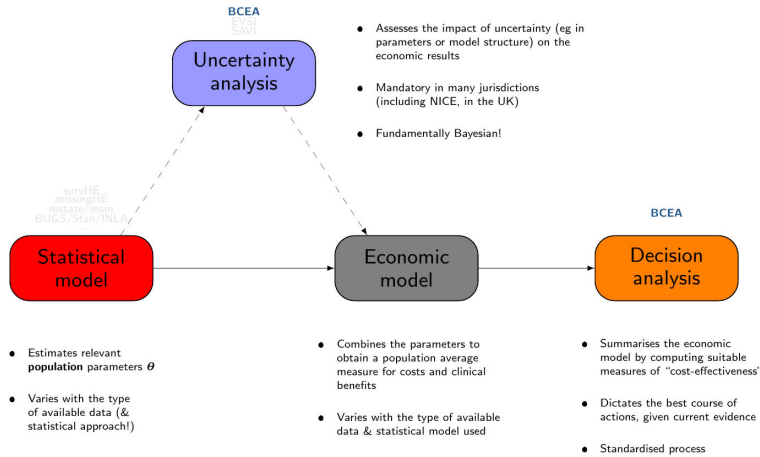 BCEA
EVSI
SAVI
Uncertainty
analysis
• Assesses the impact of uncertainty (eg in
parameters or model structure) on the
economic results
• Mandatory in many jurisdictions
(including NICE, in the UK)
• Fundamentally Bayesian!
survHE
missingHE
mstate/msm
BUGS/Stan/INLA
Statistical
model
Economic
model
BCEA
Decision
analysis
• Estimates relevant
population parameters θ
• Varies with the type
of available data (&
statistical approach!)
• Combines the parameters to
obtain a population average
measure for costs and clinical
benefits
• Varies with the type of available
data & statistical model used
• Summarises the economic
model by computing suitable
measures of “cost-effectiveness”
• Dictates the best course of
actions, given current evidence
• Standardised process